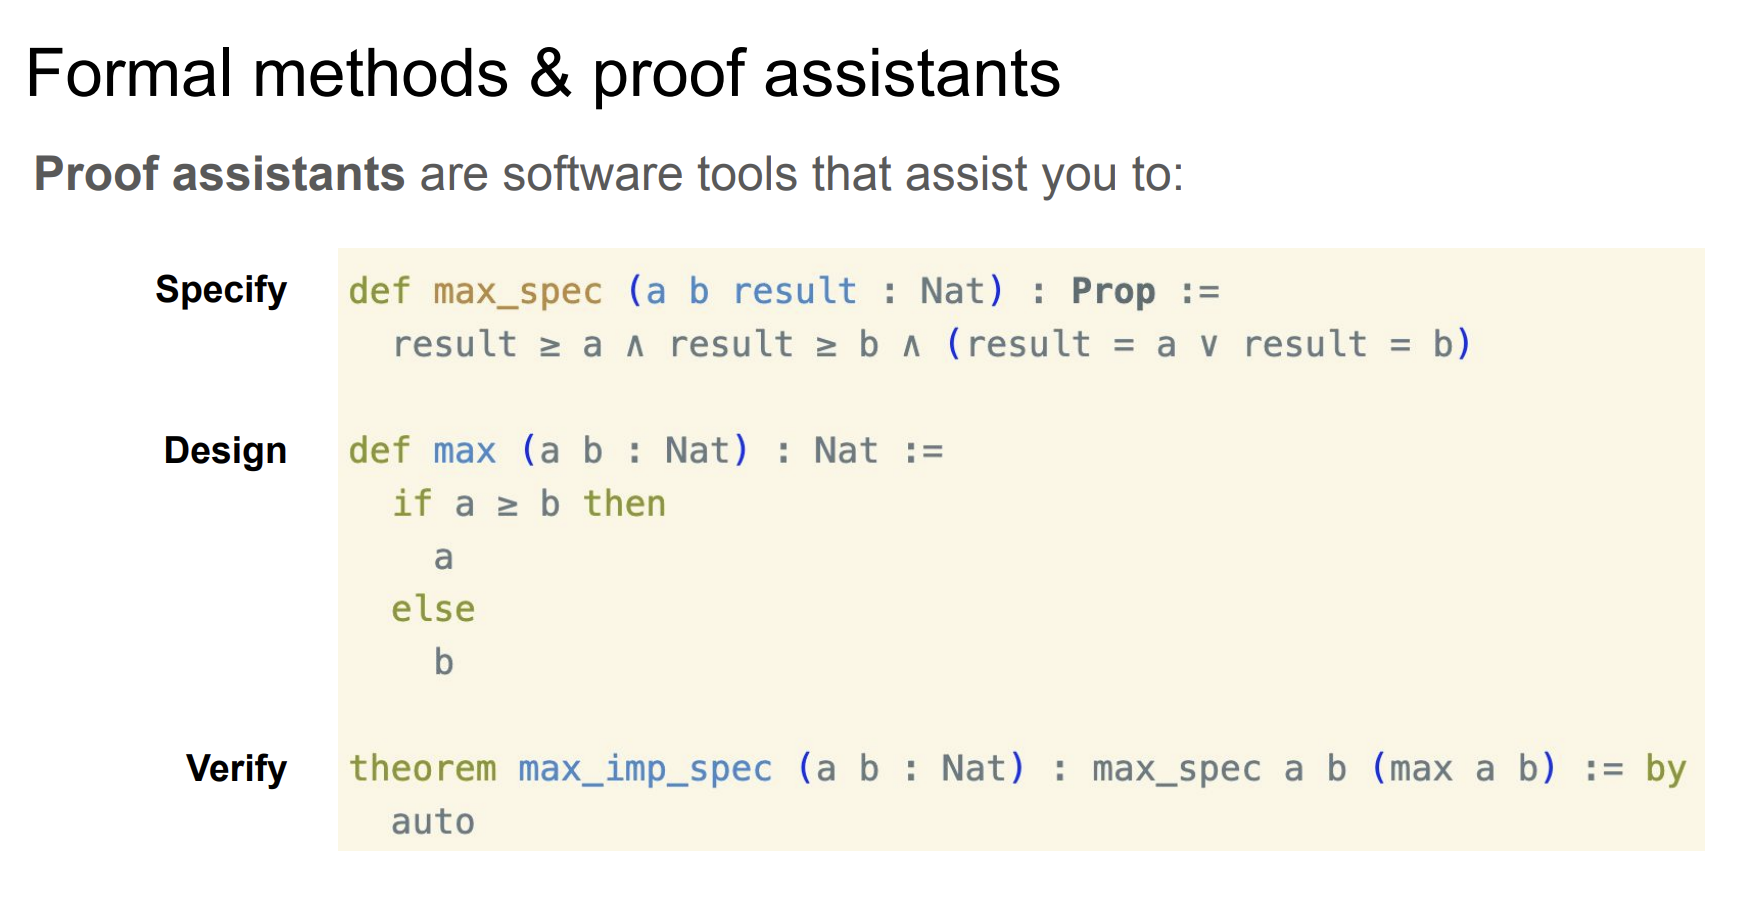 Formal methods & proof assistants
Proof assistants are software tools that assist you to:
Specify
def max_spec (a b result : Nat) : Prop :=
  result ≥ a ∧ result ≥ b ∧ (result = a ∨ result = b)
Design
def max (a b : Nat) : Nat :=
  if a ≥ b then
    a
  else
    b
Verify
theorem max_imp_spec (a b : Nat) : max_spec a b (max a b) := by
  auto